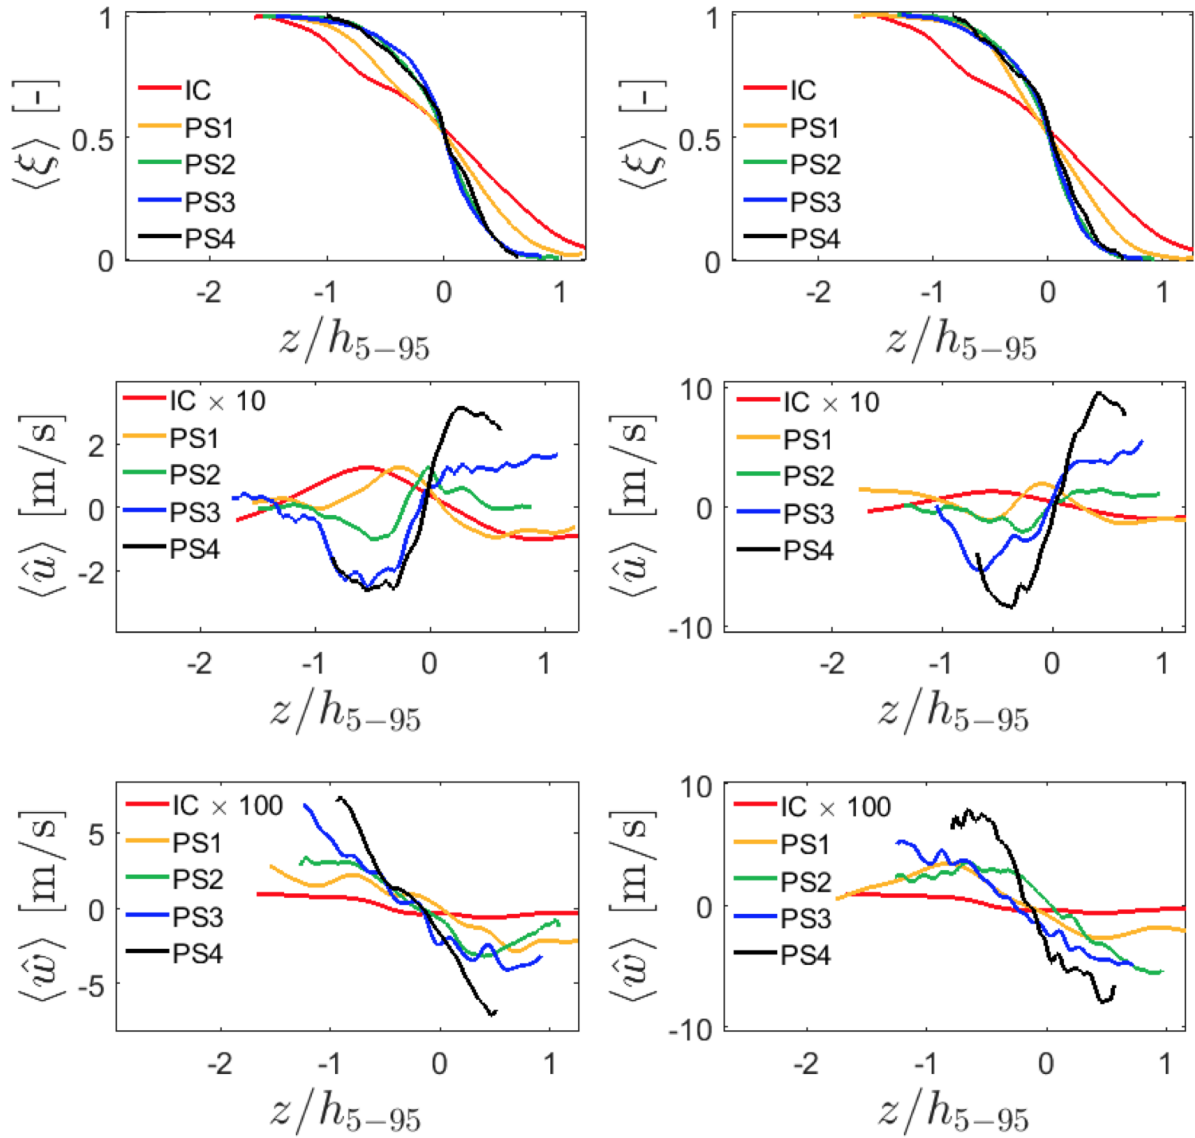 ⟨ξ⟩ [-]
1
0.5
0
IC
PS1
PS2
PS3
PS4
-2 -1 0 1
z/h5−95
⟨ξ⟩ [-]
1
0.5
0
IC
PS1
PS2
PS3
PS4
-2 -1 0 1
z/h5−95
⟨û⟩ [m/s]
2
0
-2
IC × 10
PS1
PS2
PS3
PS4
-2 -1 0 1
z/h5−95
⟨û⟩ [m/s]
10
0
-10
IC × 10
PS1
PS2
PS3
PS4
-2 -1 0 1
z/h5−95
⟨ŵ⟩ [m/s]
5
0
-5
IC × 100
PS1
PS2
PS3
PS4
-2 -1 0 1
z/h5−95
⟨ŵ⟩ [m/s]
10
0
-10
IC × 100
PS1
PS2
PS3
PS4
-2 -1 0 1
z/h5−95